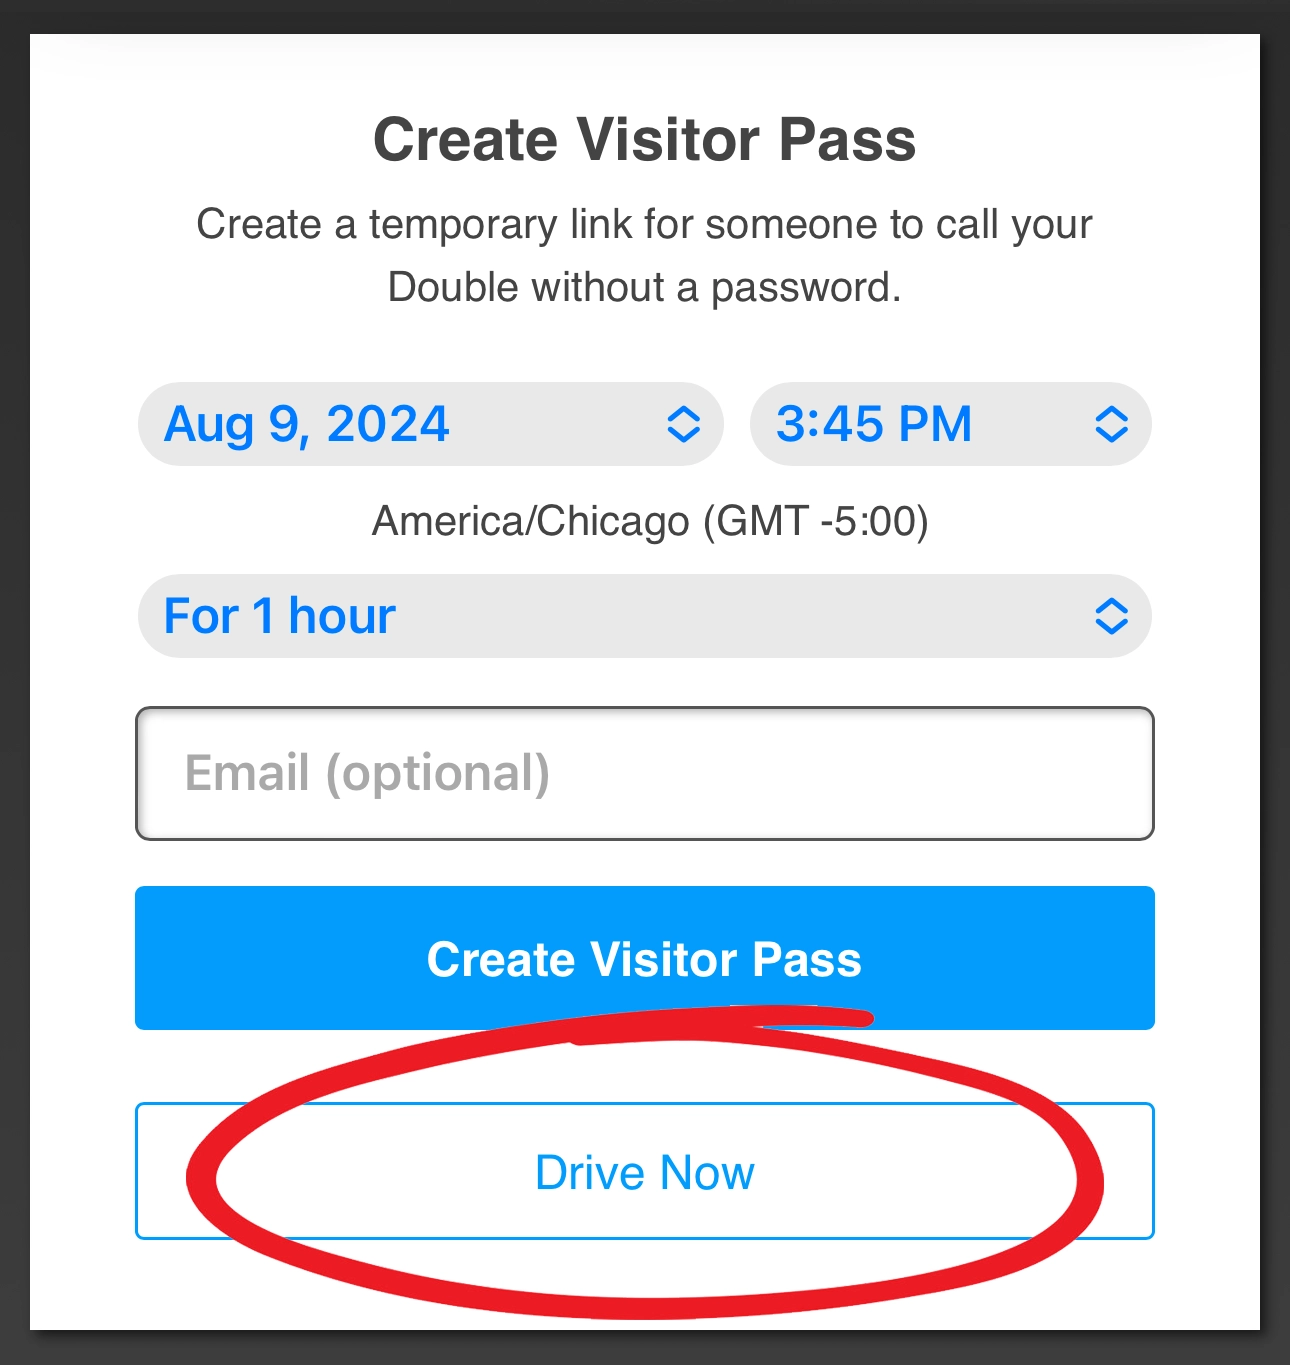 Create Visitor Pass
Create a temporary link for someone to call your
Double without a password.
Aug 9, 2024
3:45 PM
America/Chicago (GMT -5:00)
For 1 hour
Email (optional)
Create Visitor Pass
Drive Now